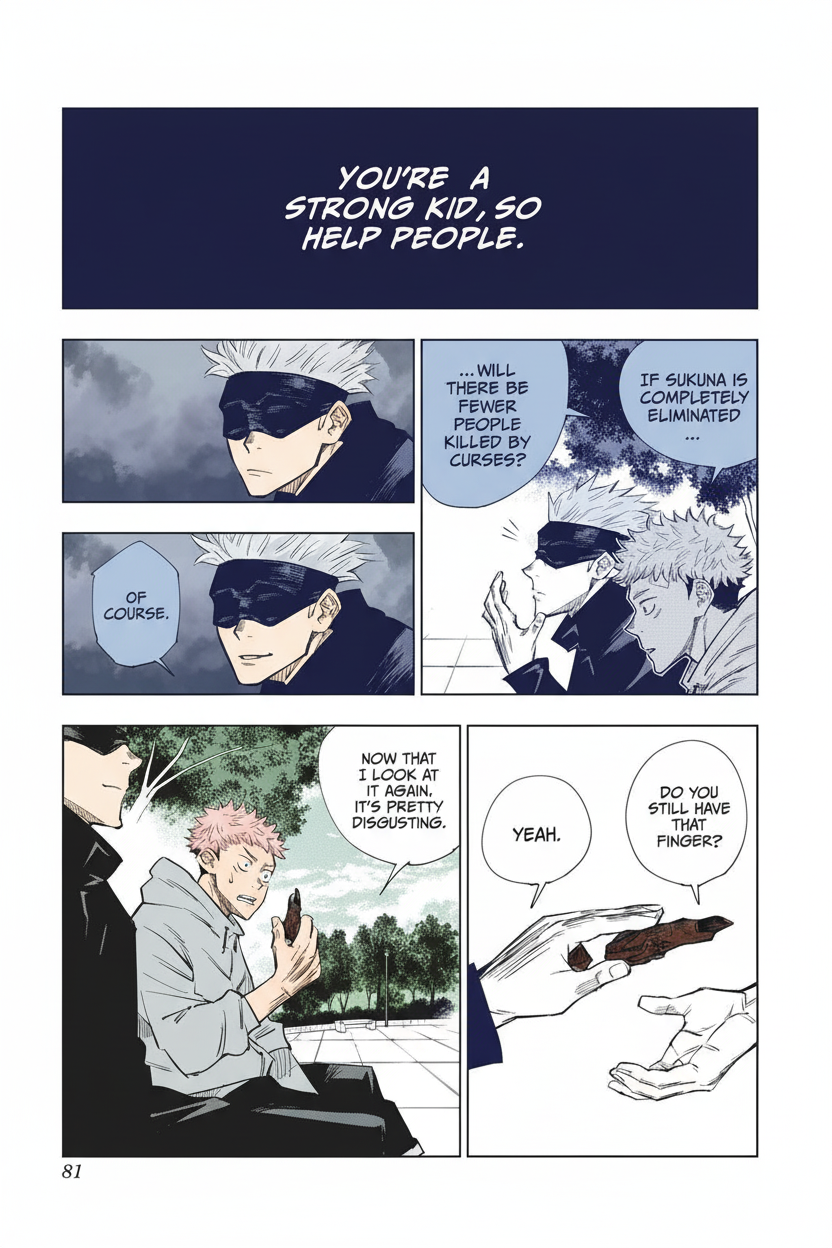 YOU'RE A
STRONG KID, SO
HELP PEOPLE.
IF SUKUNA IS
COMPLETELY
ELIMINATED
...
...WILL
THERE BE
FEWER
PEOPLE
KILLED BY
CURSES?
OF
COURSE.
DO YOU
STILL HAVE
THAT
FINGER?
YEAH.
NOW THAT
I LOOK AT
IT AGAIN,
IT'S PRETTY
DISGUSTING.
81